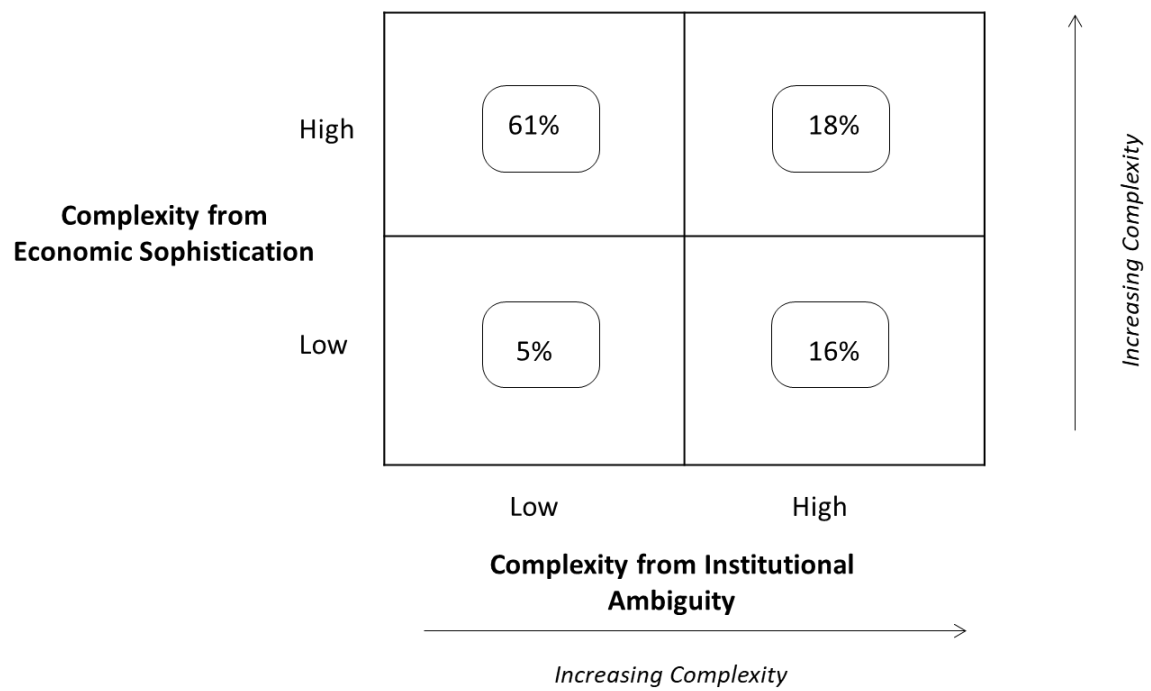 61%
18%
High
Complexity from
Economic Sophistication
Low
5%
16%
Low
High
Complexity from Institutional
Ambiguity
Increasing Complexity
Increasing Complexity